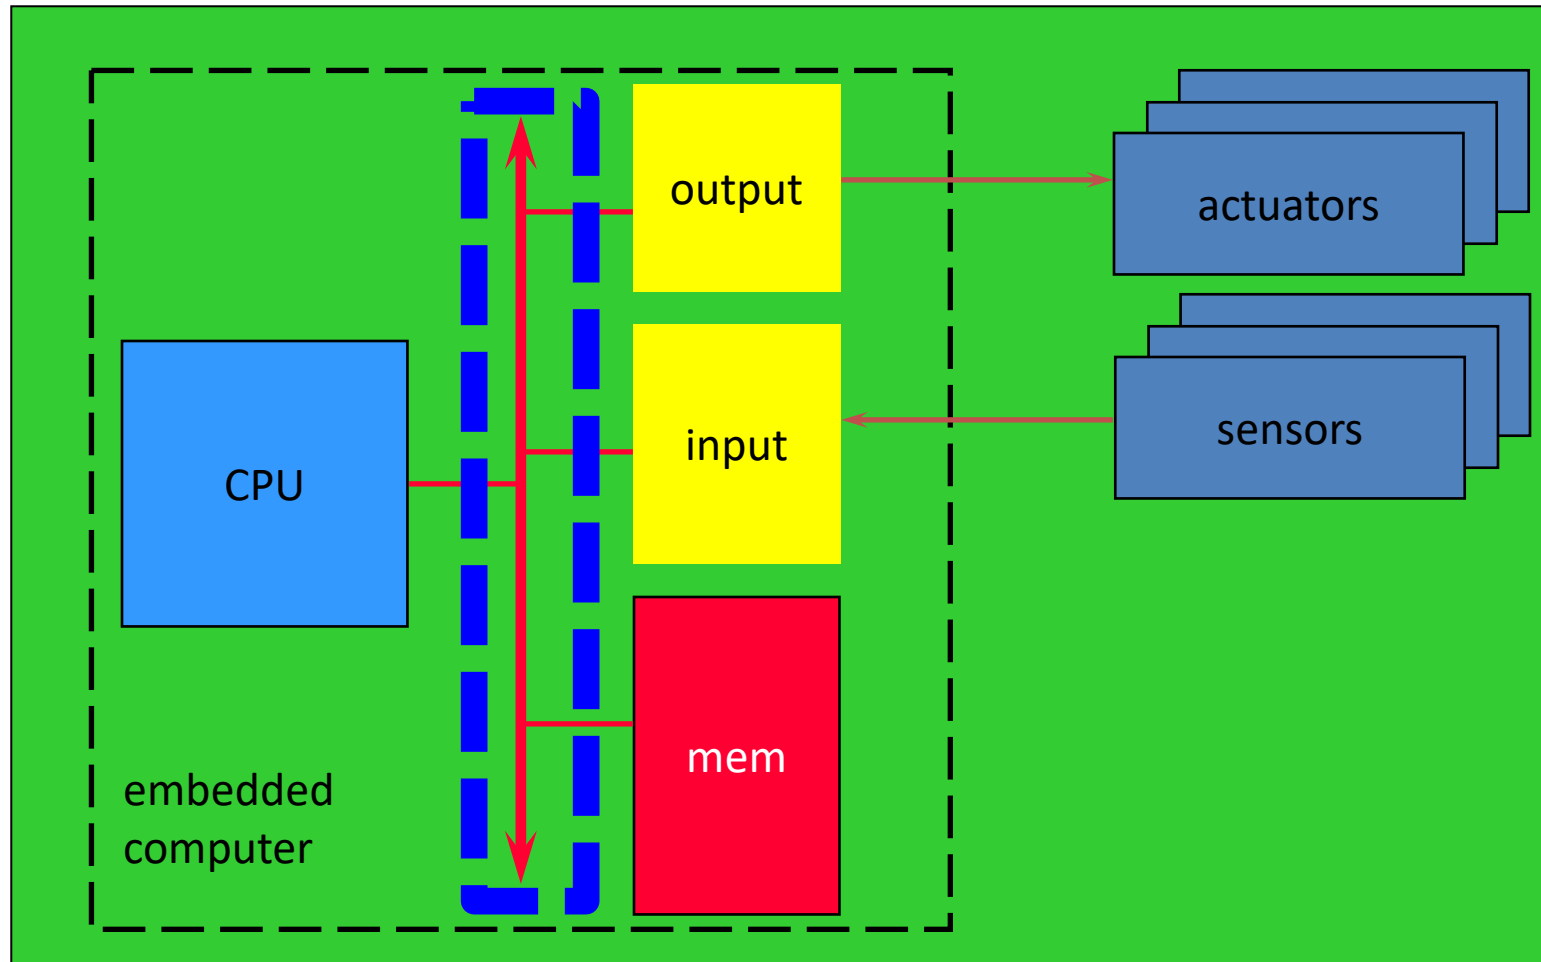 output
actuators
input
sensors
CPU
mem
embedded
computer